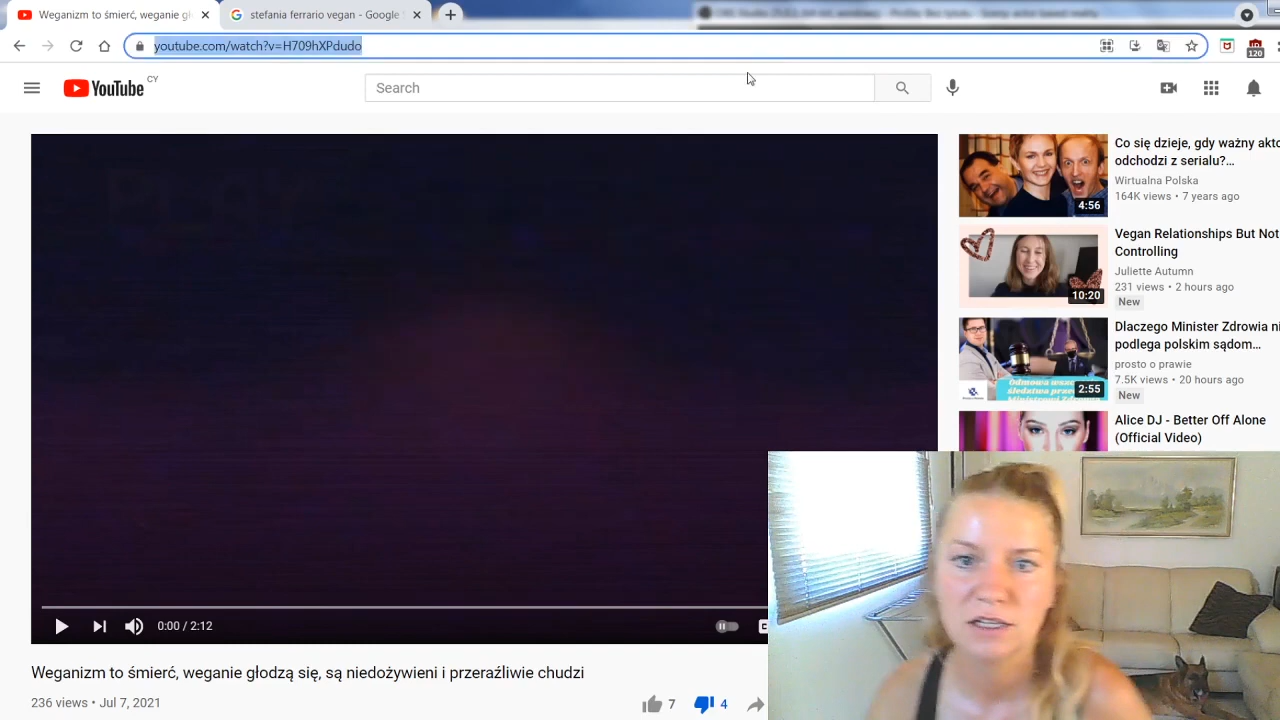 Weganizm to śmierć, weganie gł
stefania ferrario vegan - Google
youtube.com/watch?v=H709hXPdudo
120
YouTube CY
Search
4:56
Co się dzieje, gdy ważny akto
odchodzi z serialu?...
Wirtualna Polska
164K views • 7 years ago
10:20
Vegan Relationships But Not
Controlling
Juliette Autumn
231 views • 2 hours ago
New
2:55
Dlaczego Minister Zdrowia ni
podlega polskim sądom...
prosto o prawie
7.5K views • 20 hours ago
New
Alice DJ - Better Off Alone
(Official Video)
0:00 / 2:12
Weganizm to śmierć, weganie głodzą się, są niedożywieni i przeraźliwie chudzi
236 views • Jul 7, 2021
7
4